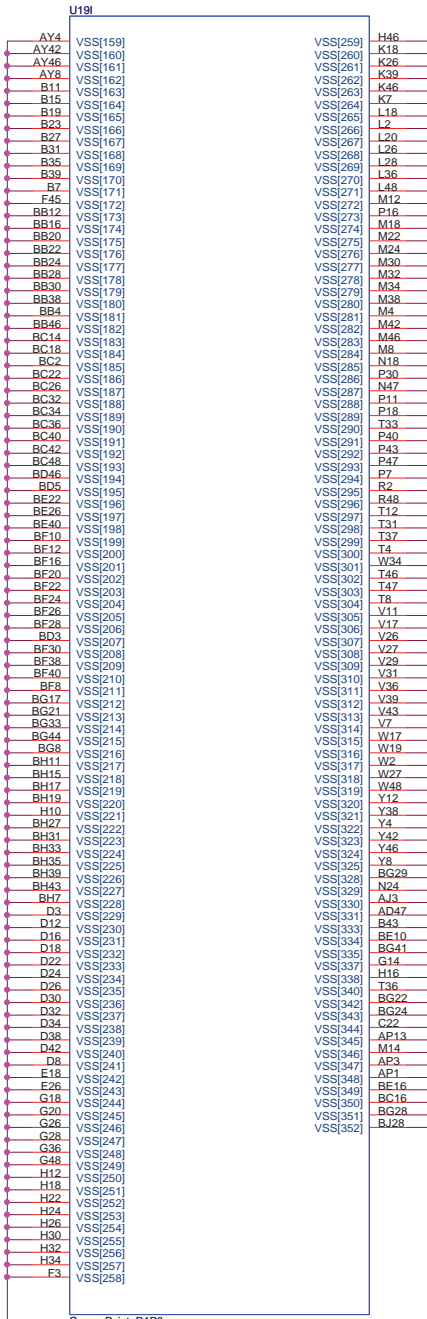 U19I
AY4 VSS[159] VSS[259] H46
AY42 VSS[160] VSS[260] K18
AY46 VSS[161] VSS[261] K26
AY8 VSS[162] VSS[262] K39
B11 VSS[163] VSS[263] K46
B15 VSS[164] VSS[264] K7
B19 VSS[165] VSS[265] L18
B23 VSS[166] VSS[266] L2
B27 VSS[167] VSS[267] L20
B31 VSS[168] VSS[268] L26
B35 VSS[169] VSS[269] L28
B39 VSS[170] VSS[270] L36
B7 VSS[171] VSS[271] L48
F45 VSS[172] VSS[272] M12
BB12 VSS[173] VSS[273] P16
BB16 VSS[174] VSS[274] M18
BB20 VSS[175] VSS[275] M22
BB22 VSS[176] VSS[276] M24
BB24 VSS[177] VSS[277] M30
BB28 VSS[178] VSS[278] M32
BB30 VSS[179] VSS[279] M34
BB38 VSS[180] VSS[280] M38
BB4 VSS[181] VSS[281] M4
BB46 VSS[182] VSS[282] M42
BC14 VSS[183] VSS[283] M46
BC18 VSS[184] VSS[284] M8
BC2 VSS[185] VSS[285] N18
BC22 VSS[186] VSS[286] P30
BC26 VSS[187] VSS[287] N47
BC32 VSS[188] VSS[288] P11
BC34 VSS[189] VSS[289] P18
BC36 VSS[190] VSS[290] T33
BC40 VSS[191] VSS[291] P40
BC42 VSS[192] VSS[292] P43
BC48 VSS[193] VSS[293] P47
BD46 VSS[194] VSS[294] P7
BD5 VSS[195] VSS[295] R2
BE22 VSS[196] VSS[296] R48
BE26 VSS[197] VSS[297] T12
BE40 VSS[198] VSS[298] T31
BF10 VSS[199] VSS[299] T37
BF12 VSS[200] VSS[300] T4
BF16 VSS[201] VSS[301] W34
BF20 VSS[202] VSS[302] T46
BF22 VSS[203] VSS[303] T47
BF24 VSS[204] VSS[304] T8
BF26 VSS[205] VSS[305] V11
BF28 VSS[206] VSS[306] V17
BD3 VSS[207] VSS[307] V26
BF30 VSS[208] VSS[308] V27
BF38 VSS[209] VSS[309] V29
BF40 VSS[210] VSS[310] V31
BF8 VSS[211] VSS[311] V36
BG17 VSS[212] VSS[312] V39
BG21 VSS[213] VSS[313] V43
BG33 VSS[214] VSS[314] V7
BG44 VSS[215] VSS[315] W17
BG8 VSS[216] VSS[316] W19
BH11 VSS[217] VSS[317] W2
BH15 VSS[218] VSS[318] W27
BH17 VSS[219] VSS[319] W48
BH19 VSS[220] VSS[320] Y12
H10 VSS[221] VSS[321] Y38
BH27 VSS[222] VSS[322] Y4
BH31 VSS[223] VSS[323] Y42
BH33 VSS[224] VSS[324] Y46
BH35 VSS[225] VSS[325] Y8
BH39 VSS[226] VSS[328] BG29
BH43 VSS[227] VSS[329] N24
BH7 VSS[228] VSS[330] AJ3
D3 VSS[229] VSS[331] AD47
D12 VSS[230] VSS[333] B43
D16 VSS[231] VSS[334] BE10
D18 VSS[232] VSS[335] BG41
D22 VSS[233] VSS[337] G14
D24 VSS[234] VSS[338] H16
D26 VSS[235] VSS[340] T36
D30 VSS[236] VSS[342] BG22
D32 VSS[237] VSS[343] BG24
D34 VSS[238] VSS[344] C22
D38 VSS[239] VSS[345] AP13
D42 VSS[240] VSS[346] M14
D8 VSS[241] VSS[347] AP3
E18 VSS[242] VSS[348] AP1
E26 VSS[243] VSS[349] BE16
G18 VSS[244] VSS[350] BC16
G20 VSS[245] VSS[351] BG28
G26 VSS[246] VSS[352] BJ28
G28 VSS[247]
G36 VSS[248]
G48 VSS[249]
H12 VSS[250]
H18 VSS[251]
H22 VSS[252]
H24 VSS[253]
H26 VSS[254]
H30 VSS[255]
H32 VSS[256]
H34 VSS[257]
F3 VSS[258]